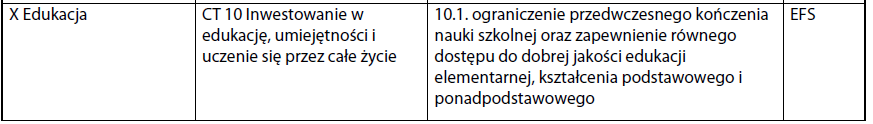 X Edukacja
CT 10 Inwestowanie w
edukację, umiejętności i
uczenie się przez całe życie
10.1. ograniczenie przedwczesnego kończenia
nauki szkolnej oraz zapewnienie równego
dostępu do dobrej jakości edukacji
elementarnej, kształcenia podstawowego i
ponadpodstawowego
EFS